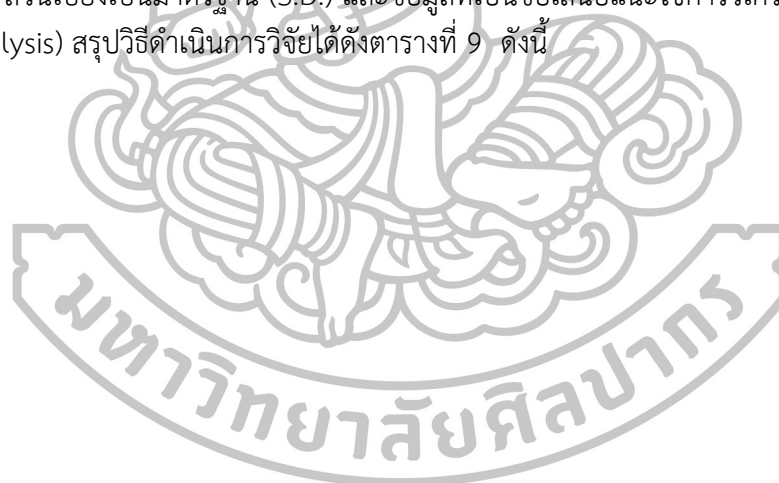 ส่วนเบี่ยงเบนมาตรฐาน (S.D.) และข้อมูลที่เป็นข้อเสนอแนะใช้การวิเคร
lysis) สรุปวิธีดำเนินการวิจัยได้ดังตารางที่ 9 ดังนี้
มหาวิทยาลัยศิลปากร